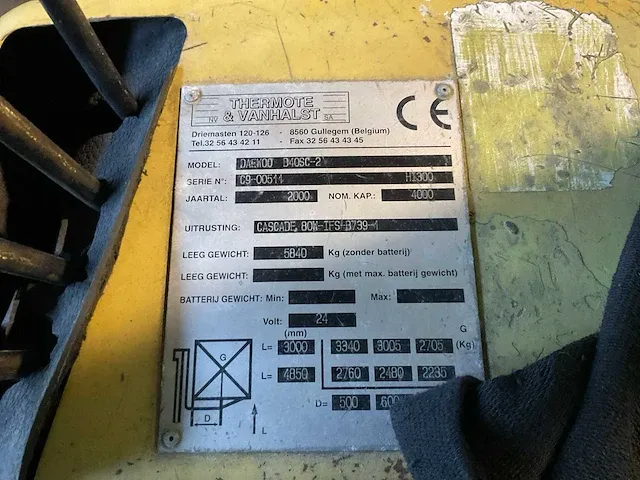 THERMOTE
NV & VANHALST SA
CE
Driemasten 120-126 - 8560 Gullegem (Belgium)
Tel.32 56 43 42 11 - Fax 32 56 43 43 45
MODEL: DAEWOO D40SC-2
SERIE N°: C9-00514 H1300
JAARTAL: 2000 NOM. KAP.: 4000
UITRUSTING: CASCADE 80K-TFS-B739-1
LEEG GEWICHT: 5840 Kg (zonder batterij)
LEEG GEWICHT: Kg (met max. batterij gewicht)
BATTERIJ GEWICHT: Min: Max:
Volt: 24
(mm) G
L= 3000 3340 3005 2705 (Kg)
L= 4850 2760 2480 2235
D= 500 600
G
D
L